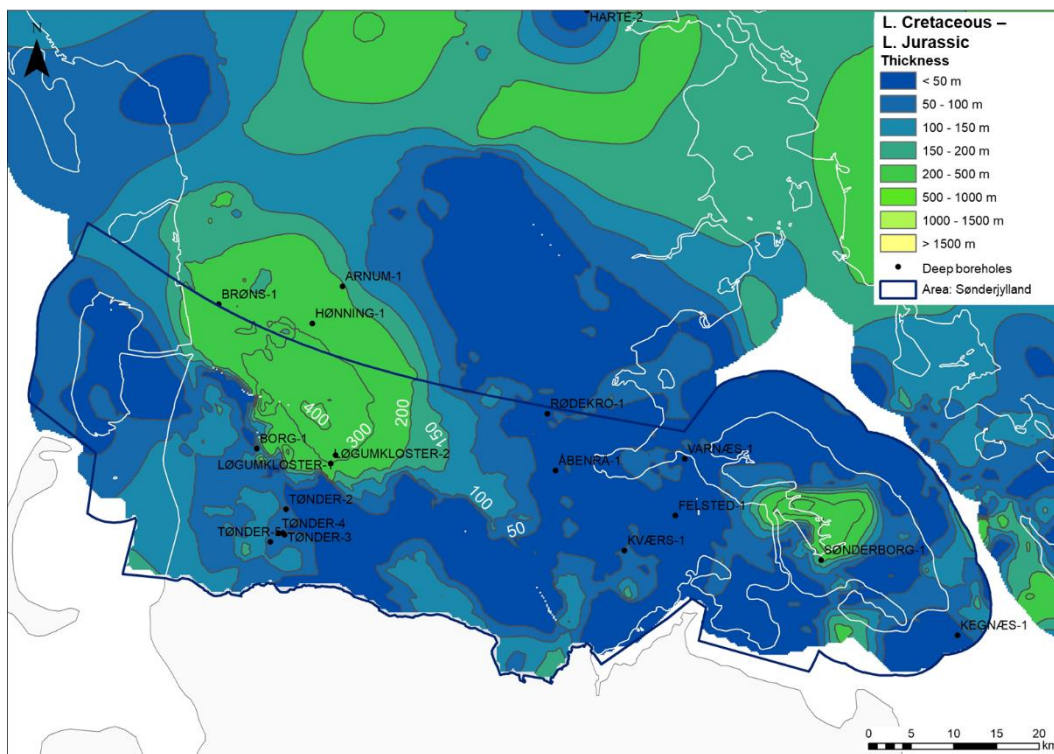 HARTE-2
N
L. Cretaceous –
L. Jurassic
Thickness
< 50 m
50 - 100 m
100 - 150 m
150 - 200 m
200 - 500 m
500 - 1000 m
1000 - 1500 m
> 1500 m
Deep boreholes
Area: Sønderjylland
ARNUM-1
BRØNS-1
HØNNING-1
400
300
200
150
100
50
RØDEKRO-1
BORG-1
LØGUMKLOSTER-2
LØGUMKLOSTER-
VARNÆS-1
ÅBENRÅ-1
TØNDER-2
FELSTED-1
TØNDER-4
TØNDER-5
TØNDER-3
KVÆRS-1
SØNDERBORG-1
KEGNÆS-1
0 5 10 15 20
km